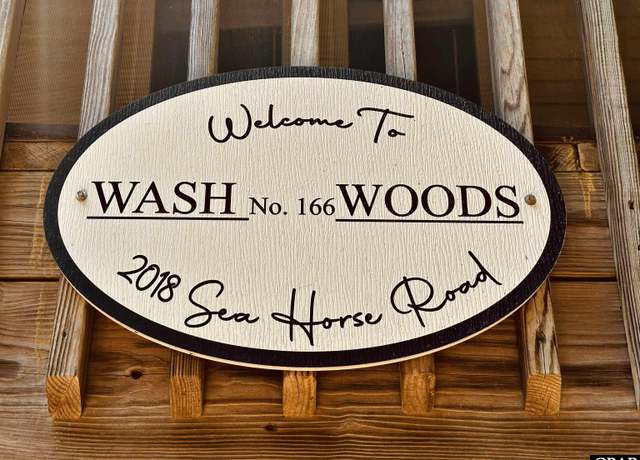 Welcome To
WASH No. 166 WOODS
2018 Sea Horse Road